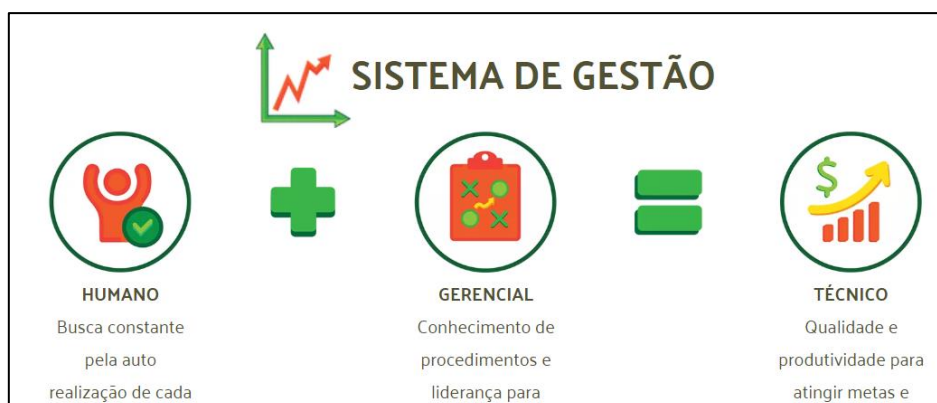 SISTEMA DE GESTÃO
HUMANO
Busca constante
pela auto
realização de cada
GERENCIAL
Conhecimento de
procedimentos e
liderança para
TÉCNICO
Qualidade e
produtividade para
atingir metas e